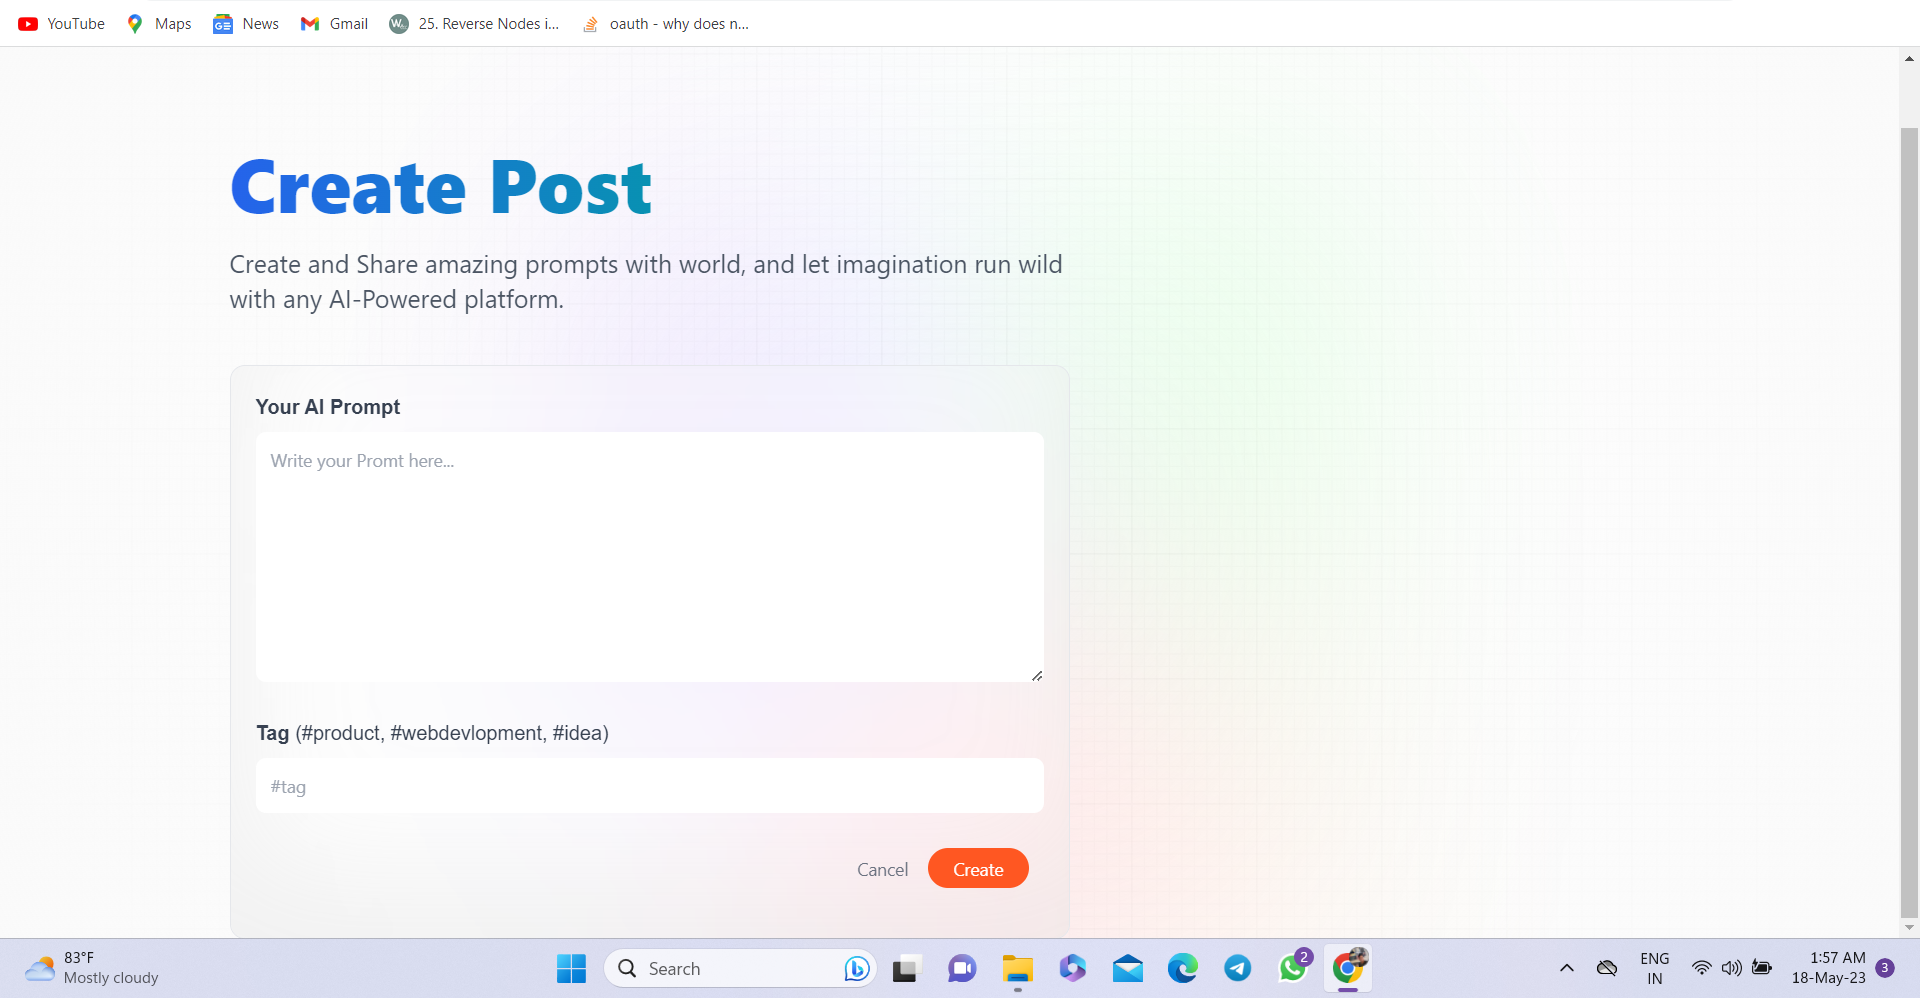 YouTube
Maps
News
Gmail
25. Reverse Nodes i...
oauth - why does n...
Create Post
Create and Share amazing prompts with world, and let imagination run wild
with any AI-Powered platform.
Your AI Prompt
Write your Promt here...
Tag (#product, #webdevlopment, #idea)
#tag
Cancel
Create
83°F
Mostly cloudy
Search
2
ENG
IN
1:57 AM
18-May-23
3